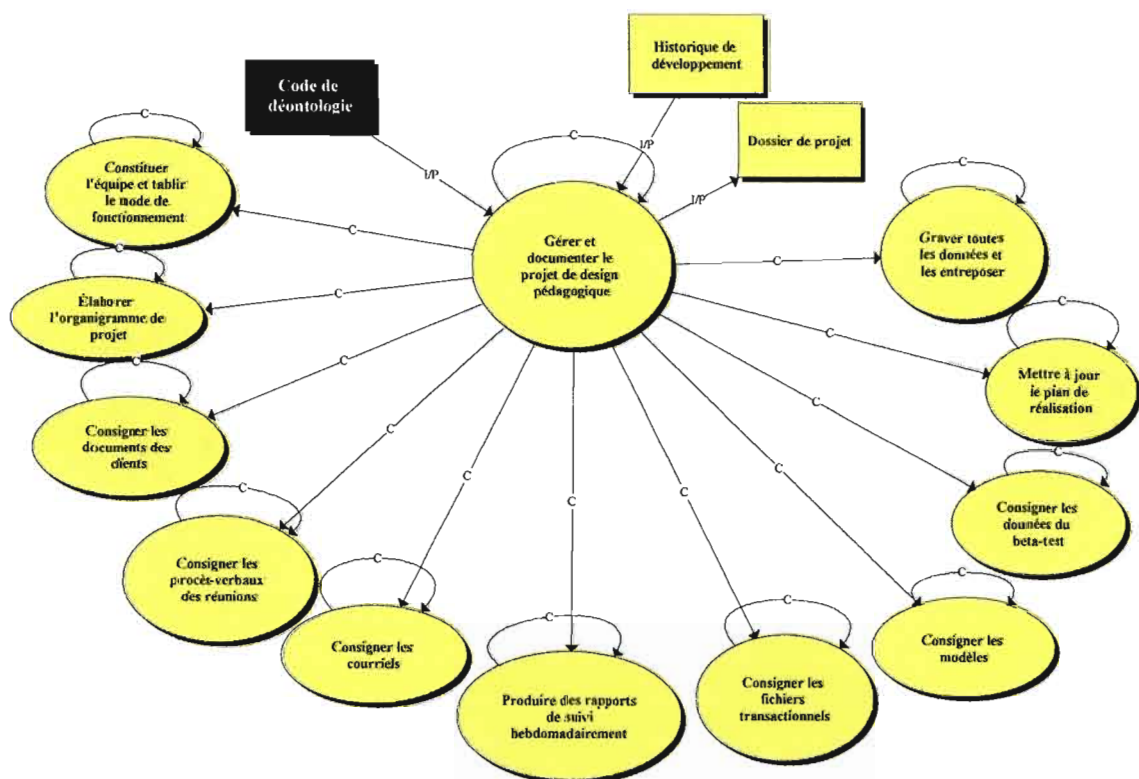 Historique de
développement
Code de
déontologie
Dossier de projet
I/P
I/P
I/P
C
Gérer et
documenter le
projet de design
pédagogique
C
Constituer
l'équipe et tablir
le mode de
fonctionnement
C
C
Élaborer
l'organigramme de
projet
C
C
Consigner les
documents des
clients
C
C
Consigner les
procès-verbaux
des réunions
C
C
Consigner les
courriels
C
C
Produire des rapports
de suivi
hebdomadairement
C
C
Consigner les
fichiers
transactionnels
C
C
Consigner les
modèles
C
C
Consigner les
données du
beta-test
C
C
Mettre à jour
le plan de
réalisation
C
C
Graver toutes
les données et
les entreposer
C